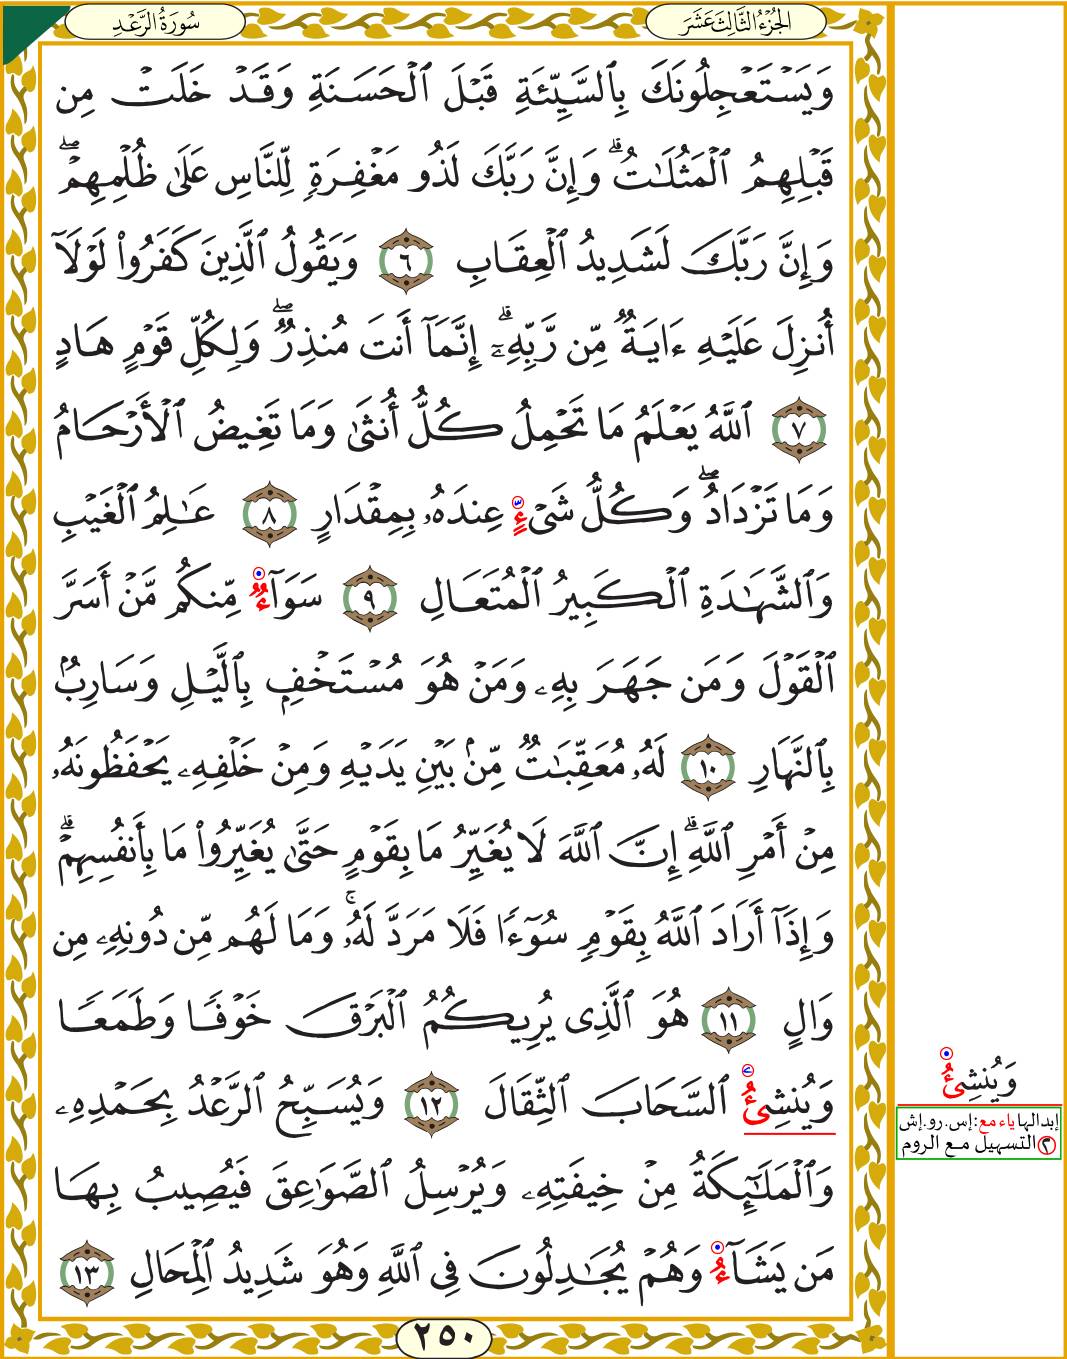 سُورَةُ الرَّعْدِ
الجُزْءُ الثَّالِثَ عَشَرَ
وَيَسْتَعْجِلُونَكَ بِٱلسَّيِّئَةِ قَبْلَ ٱلْحَسَنَةِ وَقَدْ خَلَتْ مِن
قَبْلِهِمُ ٱلْمَثُلَـٰتُ ۗ وَإِنَّ رَبَّكَ لَذُو مَغْفِرَةٍ لِّلنَّاسِ عَلَىٰ ظُلْمِهِمْ ۖ
وَإِنَّ رَبَّكَ لَشَدِيدُ ٱلْعِقَابِ ٦ وَيَقُولُ ٱلَّذِينَ كَفَرُوا۟ لَوْلَآ
أُنزِلَ عَلَيْهِ ءَايَةٌ مِّن رَّبِّهِۦٓ ۗ إِنَّمَآ أَنتَ مُنذِرٌ ۖ وَلِكُلِّ قَوْمٍ هَادٍ
٧ ٱللَّهُ يَعْلَمُ مَا تَحْمِلُ كُلُّ أُنثَىٰ وَمَا تَغِيضُ ٱلْأَرْحَامُ
وَمَا تَزْدَادُ ۖ وَكُلُّ شَىْءٍ عِندَهُۥ بِمِقْدَارٍ ٨ عَـٰلِمُ ٱلْغَيْبِ
وَٱلشَّهَـٰدَةِ ٱلْكَبِيرُ ٱلْمُتَعَالِ ٩ سَوَآءٌ مِّنكُم مَّنْ أَسَرَّ
ٱلْقَوْلَ وَمَن جَهَرَ بِهِۦ وَمَنْ هُوَ مُسْتَخْفٍۭ بِٱلَّيْلِ وَسَارِبٌۢ
بِٱلنَّهَارِ ١٠ لَهُۥ مُعَقِّبَـٰتٌ مِّنۢ بَيْنِ يَدَيْهِ وَمِنْ خَلْفِهِۦ يَحْفَظُونَهُۥ
مِنْ أَمْرِ ٱللَّهِ ۗ إِنَّ ٱللَّهَ لَا يُغَيِّرُ مَا بِقَوْمٍ حَتَّىٰ يُغَيِّرُوا۟ مَا بِأَنفُسِهِمْ ۗ
وَإِذَآ أَرَادَ ٱللَّهُ بِقَوْمٍ سُوٓءًا فَلَا مَرَدَّ لَهُۥ ۚ وَمَا لَهُم مِّن دُونِهِۦ مِن
وَالٍ ١١ هُوَ ٱلَّذِى يُرِيكُمُ ٱلْبَرْقَ خَوْفًا وَطَمَعًا
وَيُنشِئُ ٱلسَّحَابَ ٱلثِّقَالَ ١٢ وَيُسَبِّحُ ٱلرَّعْدُ بِحَمْدِهِۦ
وَٱلْمَلَـٰٓئِكَةُ مِنْ خِيفَتِهِۦ وَيُرْسِلُ ٱلصَّوَٰعِقَ فَيُصِيبُ بِهَا
مَن يَشَآءُ وَهُمْ يُجَـٰدِلُونَ فِى ٱللَّهِ وَهُوَ شَدِيدُ ٱلْمِحَالِ ١٣
٢٥٠
وَيُنشِئُ
إبدالها ياء مع: إس. رو. إش
٢ التسهيل مع الروم